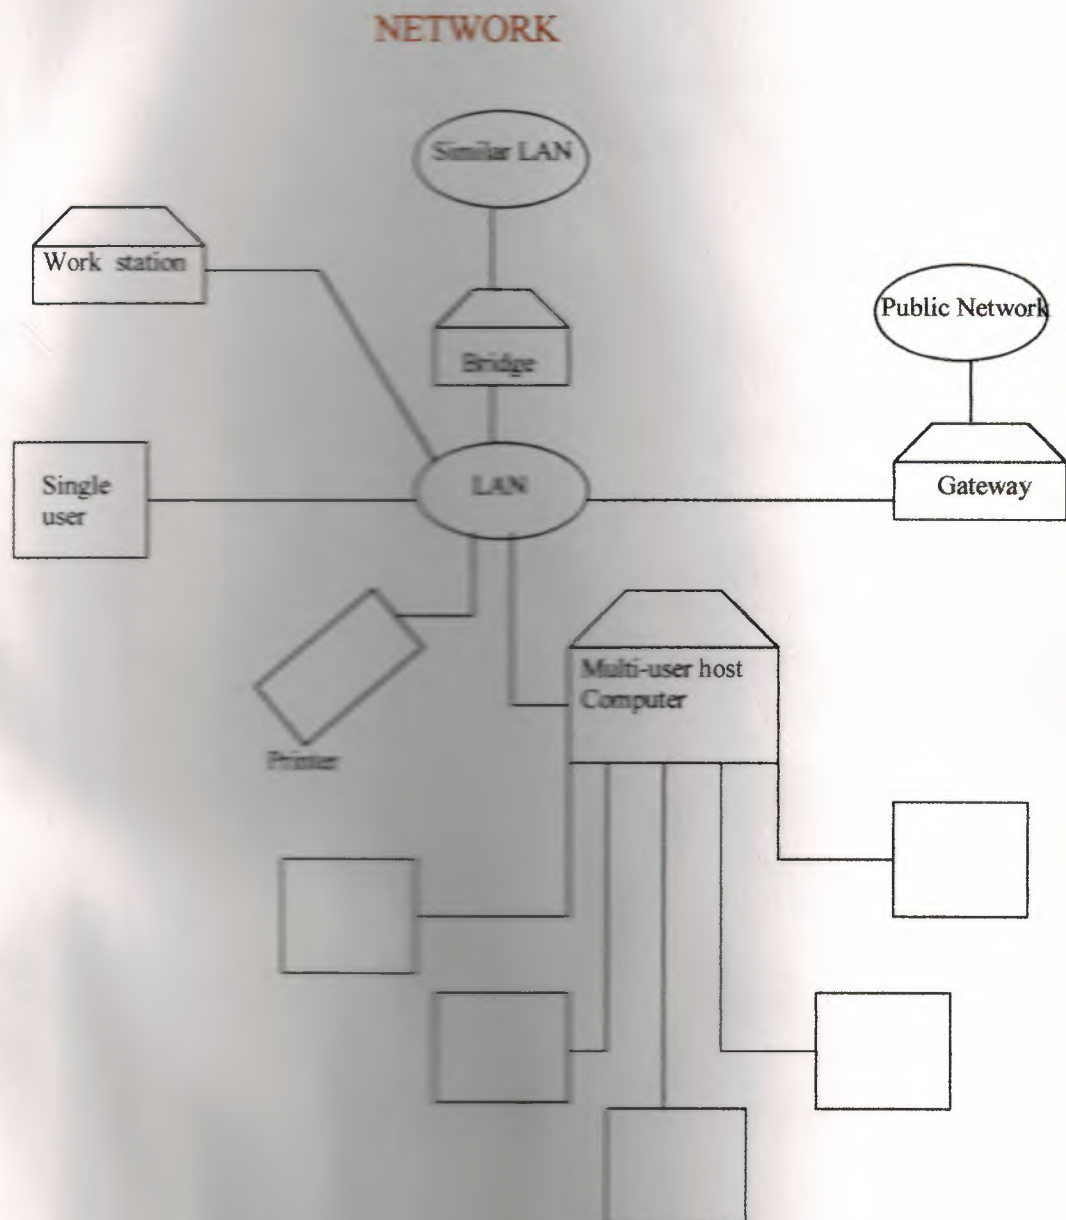 NETWORK
Similar LAN
Work station
Public Network
Bridge
Single
user
LAN
Gateway
Multi-user host
Computer
Printer